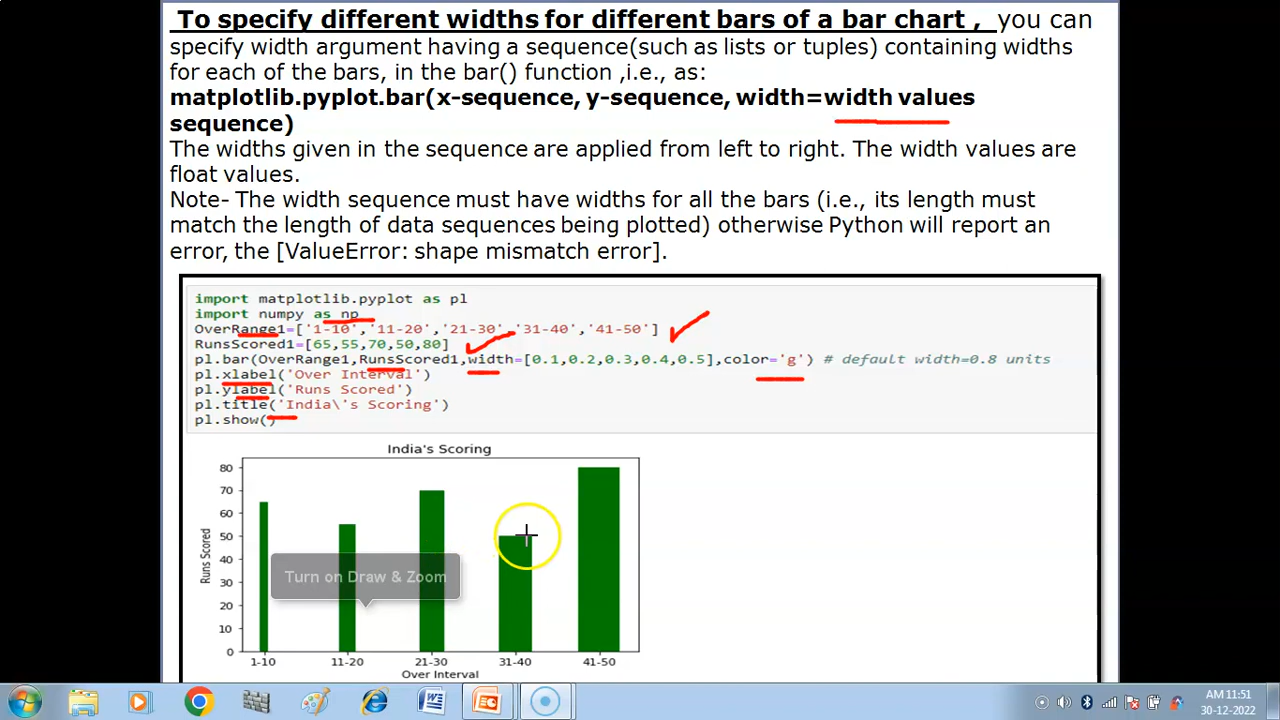 To specify different widths for different bars of a bar chart , you can
specify width argument having a sequence(such as lists or tuples) containing widths
for each of the bars, in the bar() function ,i.e., as:
matplotlib.pyplot.bar(x-sequence, y-sequence, width=width values
sequence)
The widths given in the sequence are applied from left to right. The width values are
float values.
Note- The width sequence must have widths for all the bars (i.e., its length must
match the length of data sequences being plotted) otherwise Python will report an
error, the [ValueError: shape mismatch error].
import matplotlib.pyplot as pl
import numpy as np
OverRange1=['1-10','11-20','21-30','31-40','41-50']
RunsScored1=[65,55,70,50,80]
pl.bar(OverRange1,RunsScored1,width=[0.1,0.2,0.3,0.4,0.5],color='g') # default width=0.8 units
pl.xlabel('Over Interval')
pl.ylabel('Runs Scored')
pl.title('India\'s Scoring')
pl.show()
India's Scoring
80
70
60
50
40
30
20
10
0
Runs Scored
1-10 11-20 21-30 31-40 41-50
Over Interval
Turn on Draw & Zoom
AM 11:51
30-12-2022